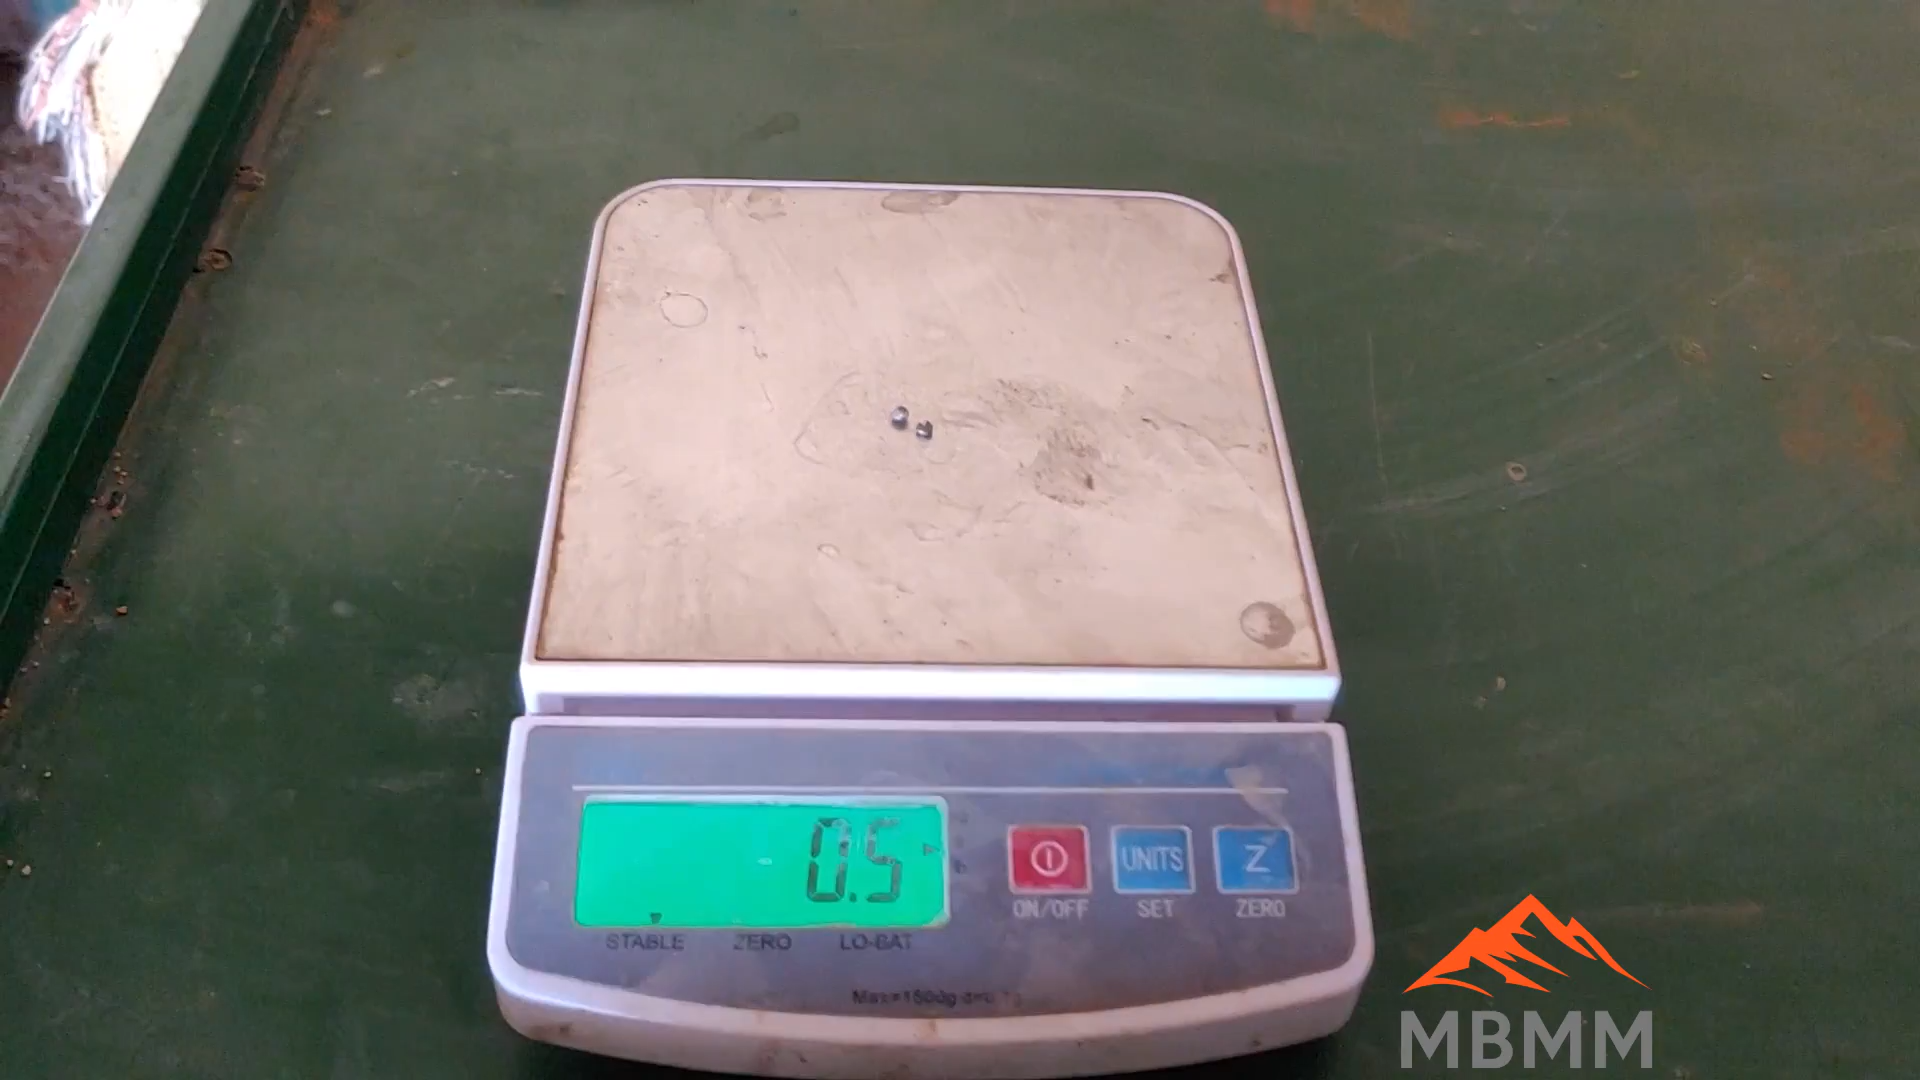 0.5
UNITS
Z
ON/OFF
SET
ZERO
STABLE
ZERO
LO-BAT
MBMM